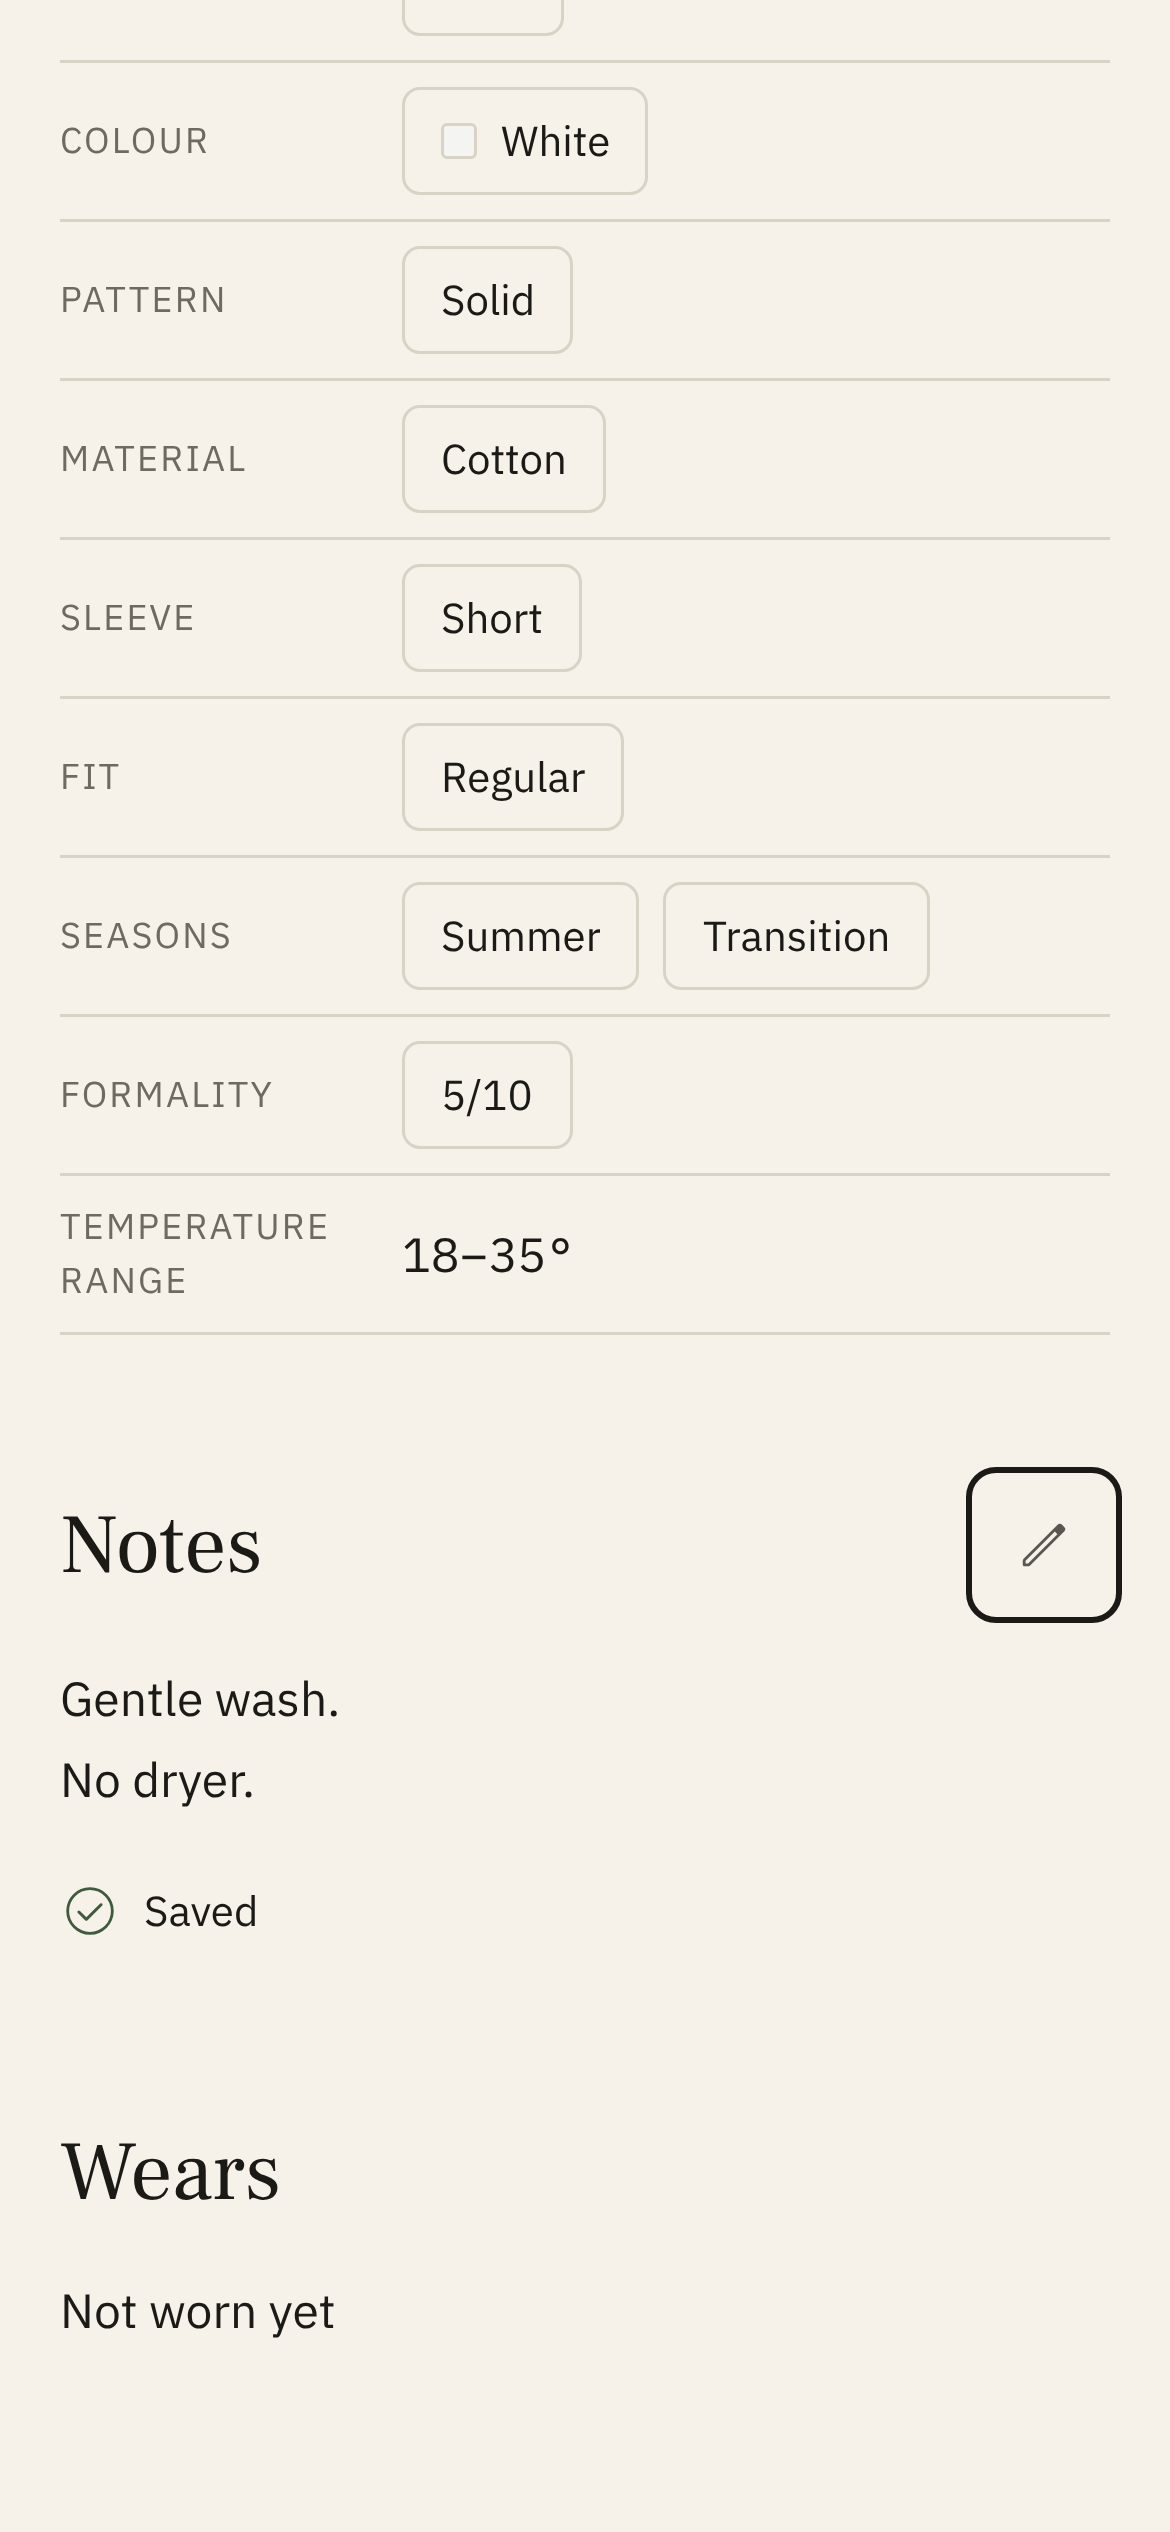 COLOUR
White
PATTERN
Solid
MATERIAL
Cotton
SLEEVE
Short
FIT
Regular
SEASONS
Summer Transition
FORMALITY
5/10
TEMPERATURE
RANGE
18–35°
Notes
Gentle wash.
No dryer.
Saved
Wears
Not worn yet